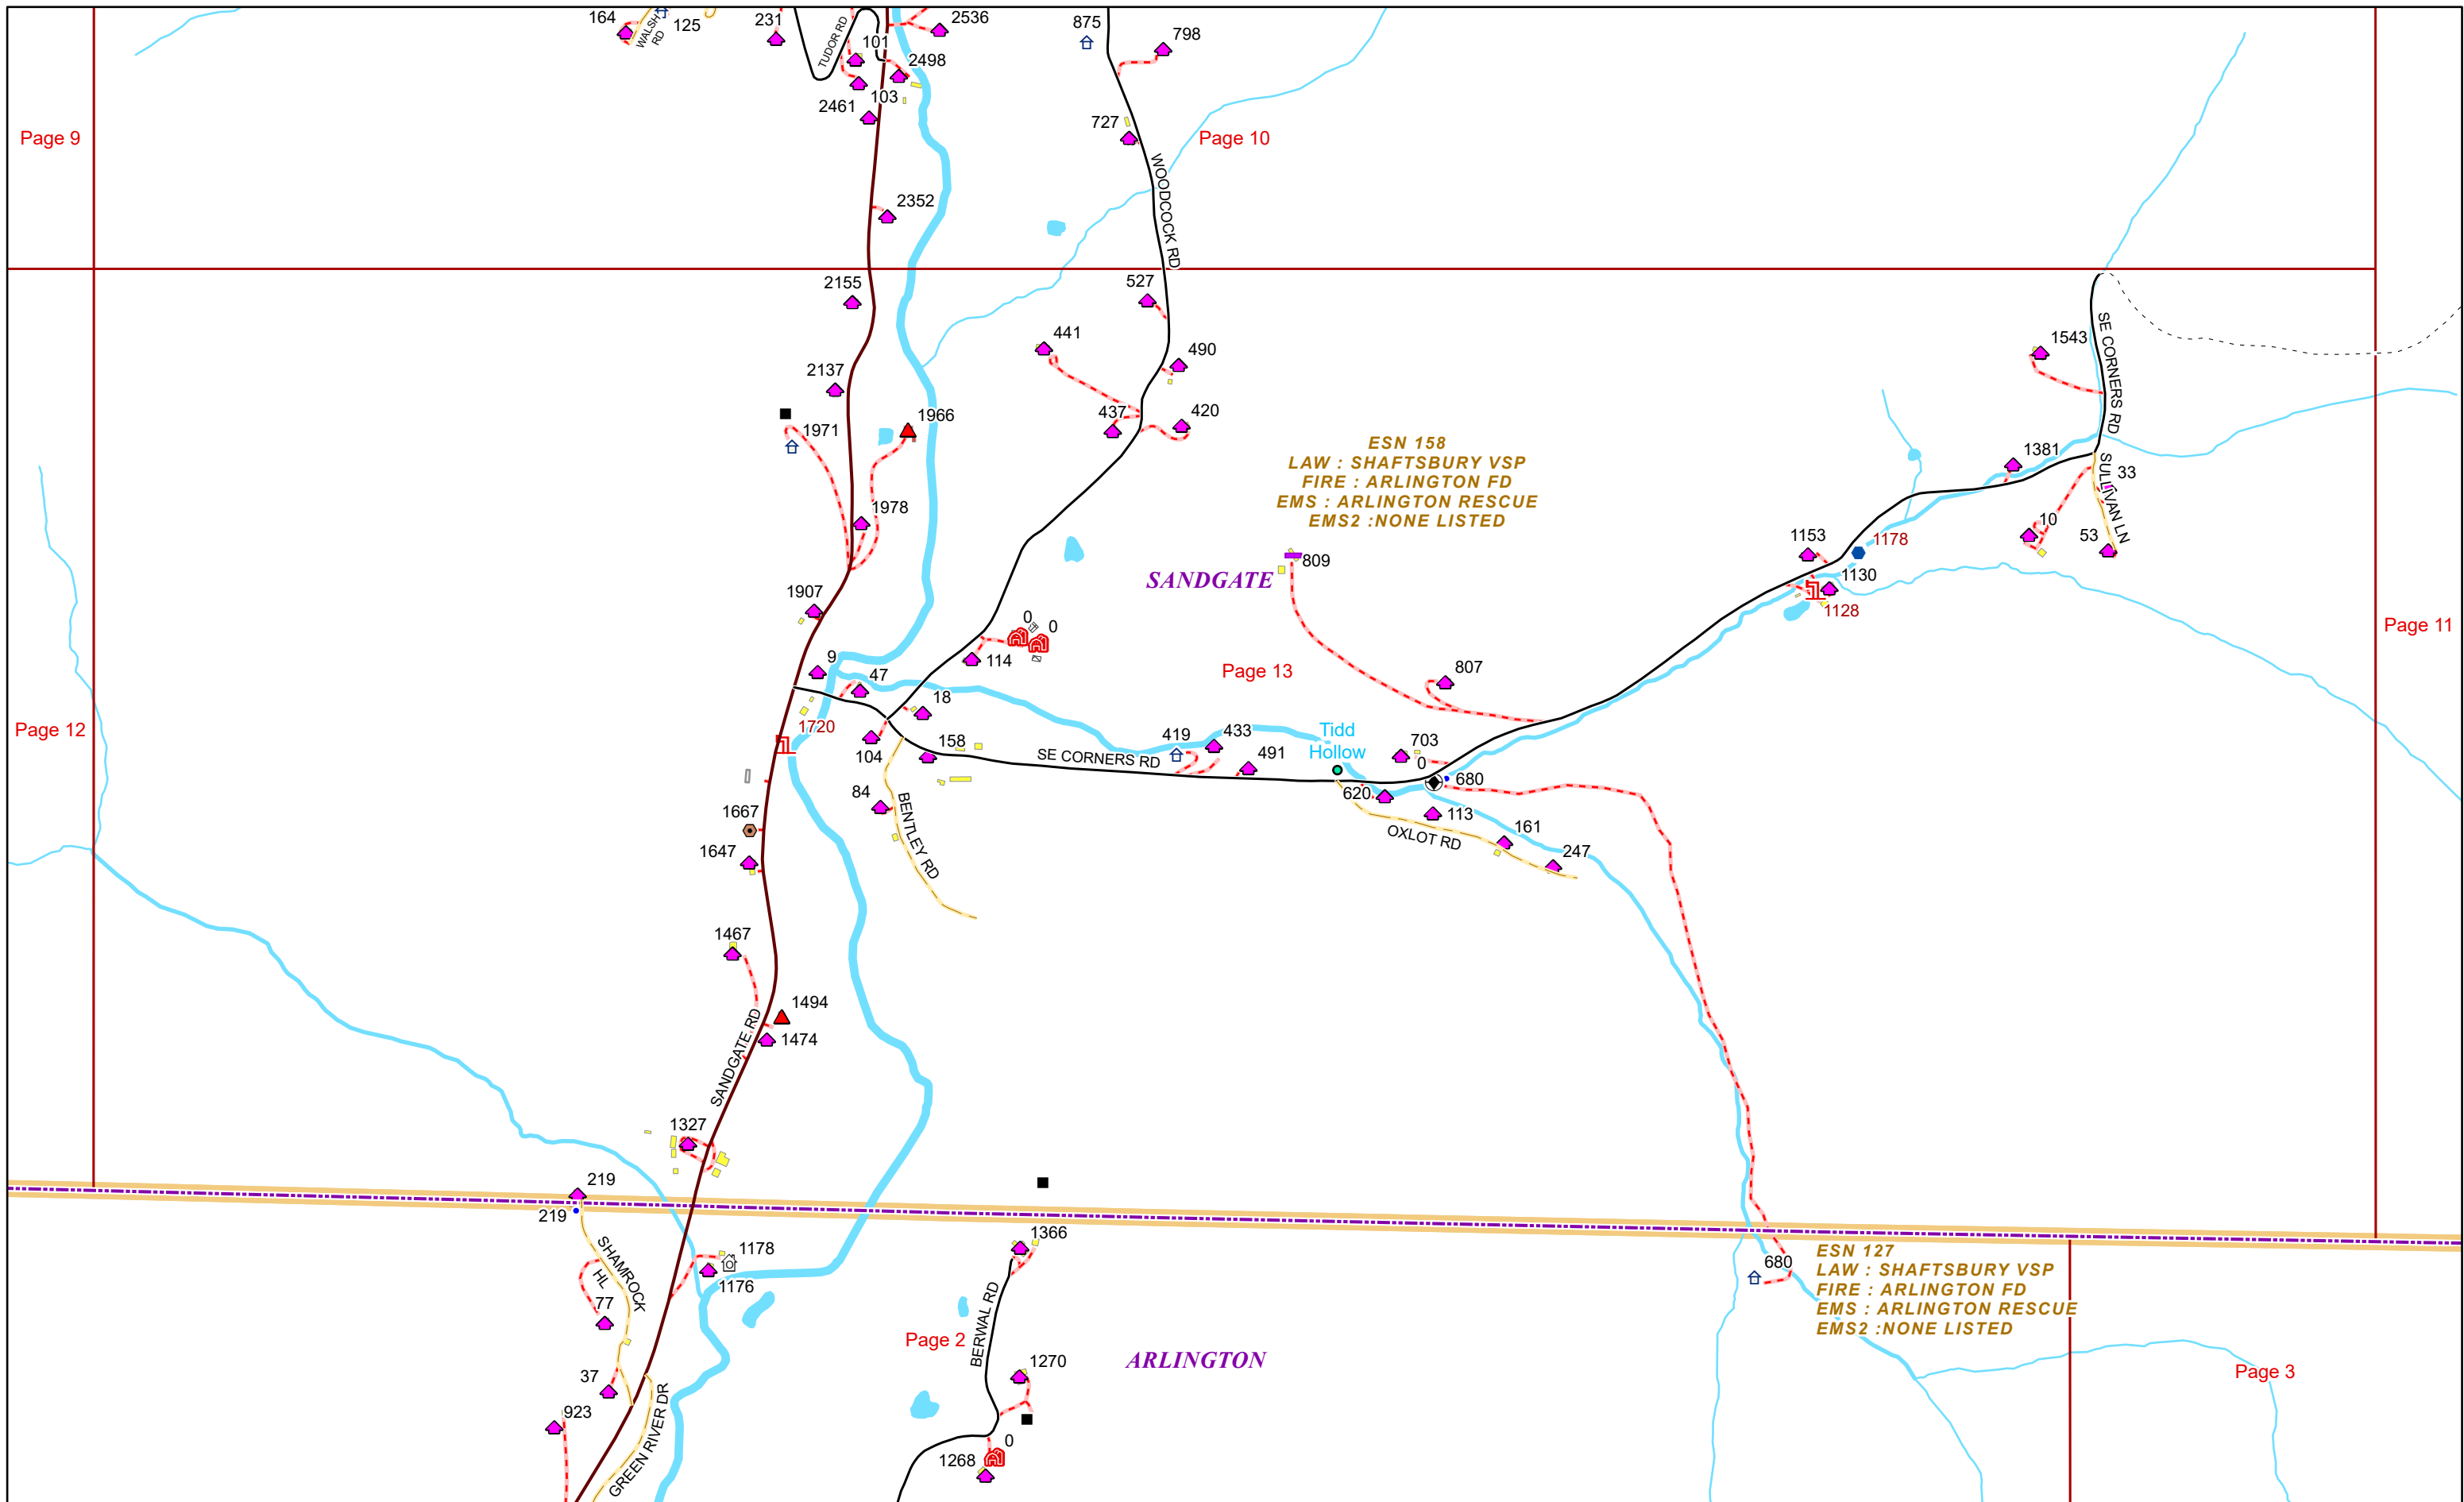 164
WALSH
RD
125
231
TUDOR RD
101
2536
2498
2461
103
875
798
727
Page 9
Page 10
WOODCOCK RD
2352
2155
527
441
490
2137
437
420
1971
1966
1978
ESN 158
LAW : SHAFTSBURY VSP
FIRE : ARLINGTON FD
EMS : ARLINGTON RESCUE
EMS2 :NONE LISTED
SE CORNERS RD
1543
1381
SULLIVAN LN
33
10
53
1153
1178
1130
1128
809
SANDGATE
1907
0
0
114
9
47
18
Page 13
807
Page 11
Page 12
1720
104
158
SE CORNERS RD
419
433
491
Tidd
Hollow
703
0
680
620
113
161
247
OXLOT RD
84
BENTLEY RD
1667
1647
1467
1494
1474
SANDGATE RD
1327
219
219
SHAMROCK
HL
1178
1176
77
37
923
GREEN RIVER DR
1366
BERWAL RD
Page 2
1270
0
1268
ARLINGTON
680
ESN 127
LAW : SHAFTSBURY VSP
FIRE : ARLINGTON FD
EMS : ARLINGTON RESCUE
EMS2 :NONE LISTED
Page 3